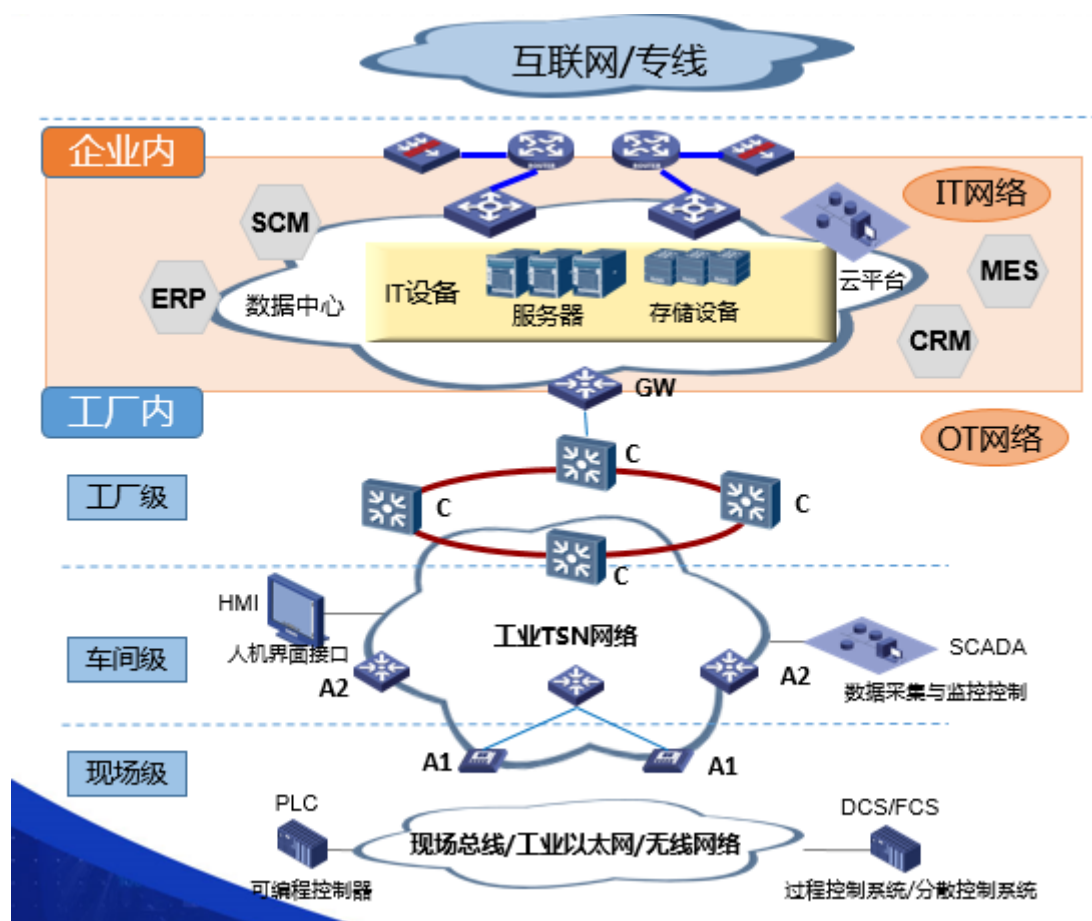 互联网/专线
企业内
ROUTER
ROUTER
IT网络
SCM
ERP
数据中心
IT设备
服务器
存储设备
云平台
MES
CRM
GW
工厂内
OT网络
工厂级
C
C
C
C
HMI
人机界面接口
车间级
工业TSN网络
A2
A2
SCADA
数据采集与监控控制
现场级
A1
A1
PLC
可编程控制器
现场总线/工业以太网/无线网络
DCS/FCS
过程控制系统/分散控制系统